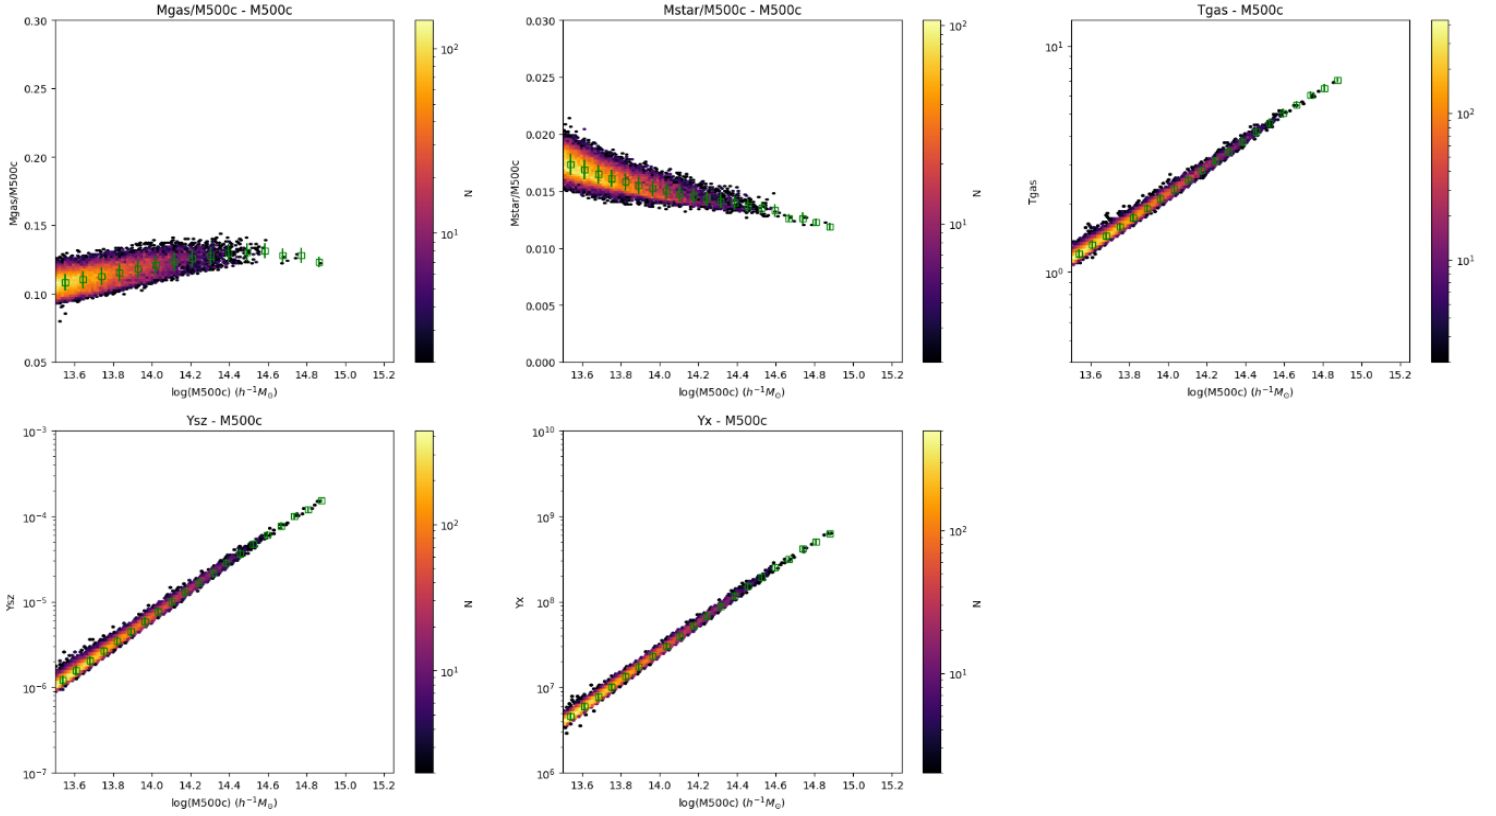 Mgas/M500c - M500c
0.30
0.25
0.20
0.15
0.10
0.05
Mgas/M500c
13.6 13.8 14.0 14.2 14.4 14.6 14.8 15.0 15.2
log(M500c) (h⁻¹M⊙)
10²
10¹
N
Mstar/M500c - M500c
0.030
0.025
0.020
0.015
0.010
0.005
0.000
Mstar/M500c
13.6 13.8 14.0 14.2 14.4 14.6 14.8 15.0 15.2
log(M500c) (h⁻¹M⊙)
10²
10¹
N
Tgas - M500c
10¹
10⁰
Tgas
13.6 13.8 14.0 14.2 14.4 14.6 14.8 15.0 15.2
log(M500c) (h⁻¹M⊙)
10²
10¹
Ysz - M500c
10⁻³
10⁻⁴
10⁻⁵
10⁻⁶
10⁻⁷
Ysz
13.6 13.8 14.0 14.2 14.4 14.6 14.8 15.0 15.2
log(M500c) (h⁻¹M⊙)
10²
10¹
N
Yx - M500c
10¹⁰
10⁹
10⁸
10⁷
10⁶
Yx
13.6 13.8 14.0 14.2 14.4 14.6 14.8 15.0 15.2
log(M500c) (h⁻¹M⊙)
10²
10¹
N